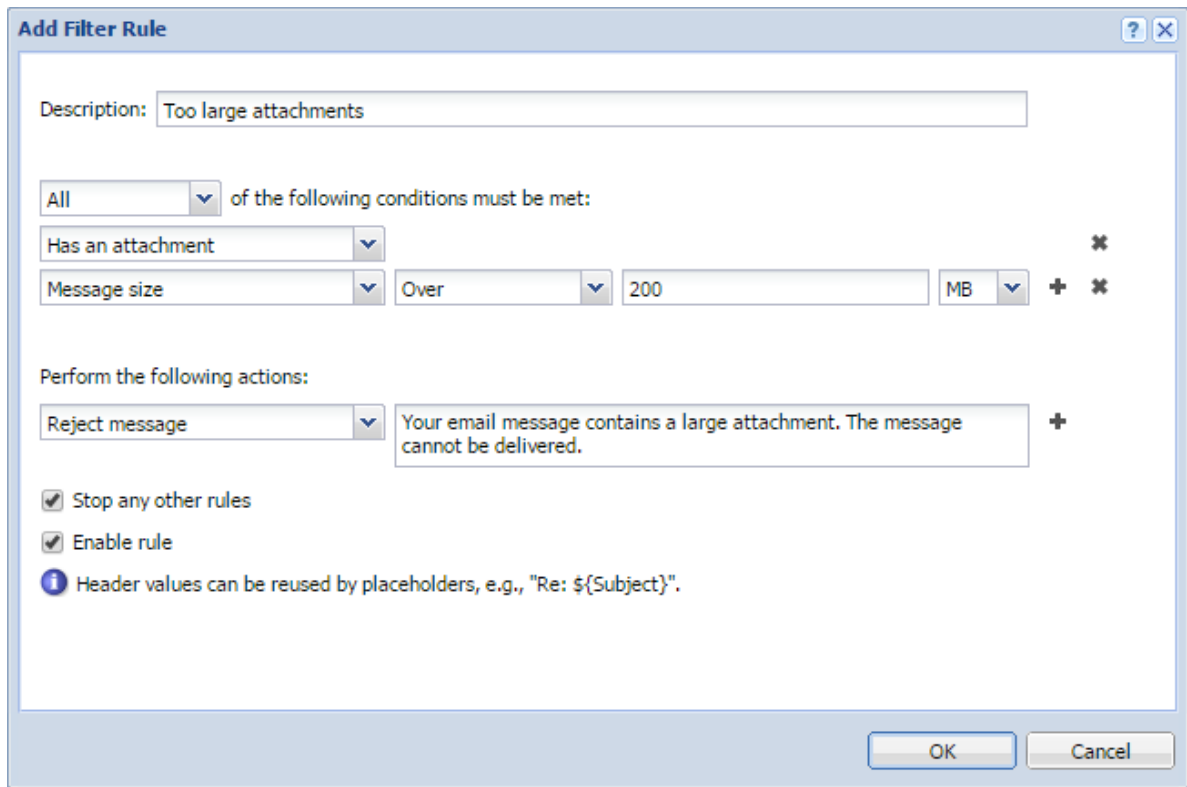 Add Filter Rule
Description: Too large attachments
All of the following conditions must be met:
Has an attachment
Message size Over 200 MB
Perform the following actions:
Reject message Your email message contains a large attachment. The message
cannot be delivered.
Stop any other rules
Enable rule
Header values can be reused by placeholders, e.g., "Re: ${Subject}".
OK Cancel